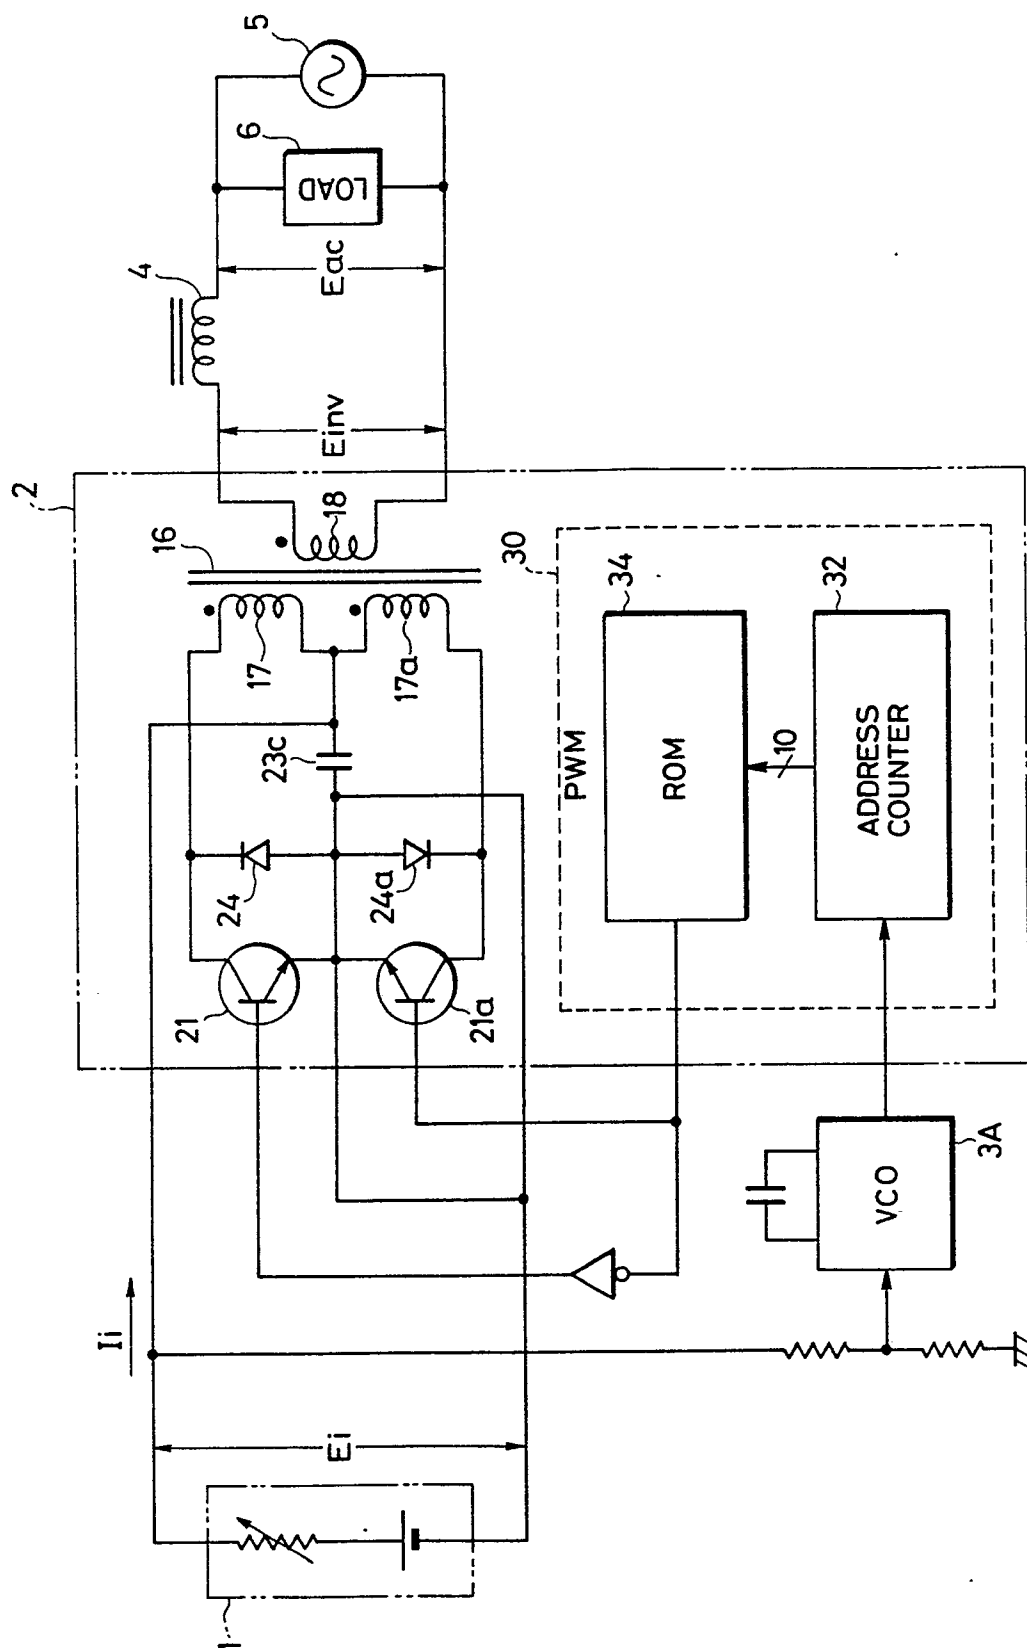 1
Ei
Ii
2
21
21a
24
24a
23c
17
17a
16
18
Einv
4
Eac
6
LOAD
5
VCO
3A
PWM
30
ROM
34
10
ADDRESS
COUNTER
32